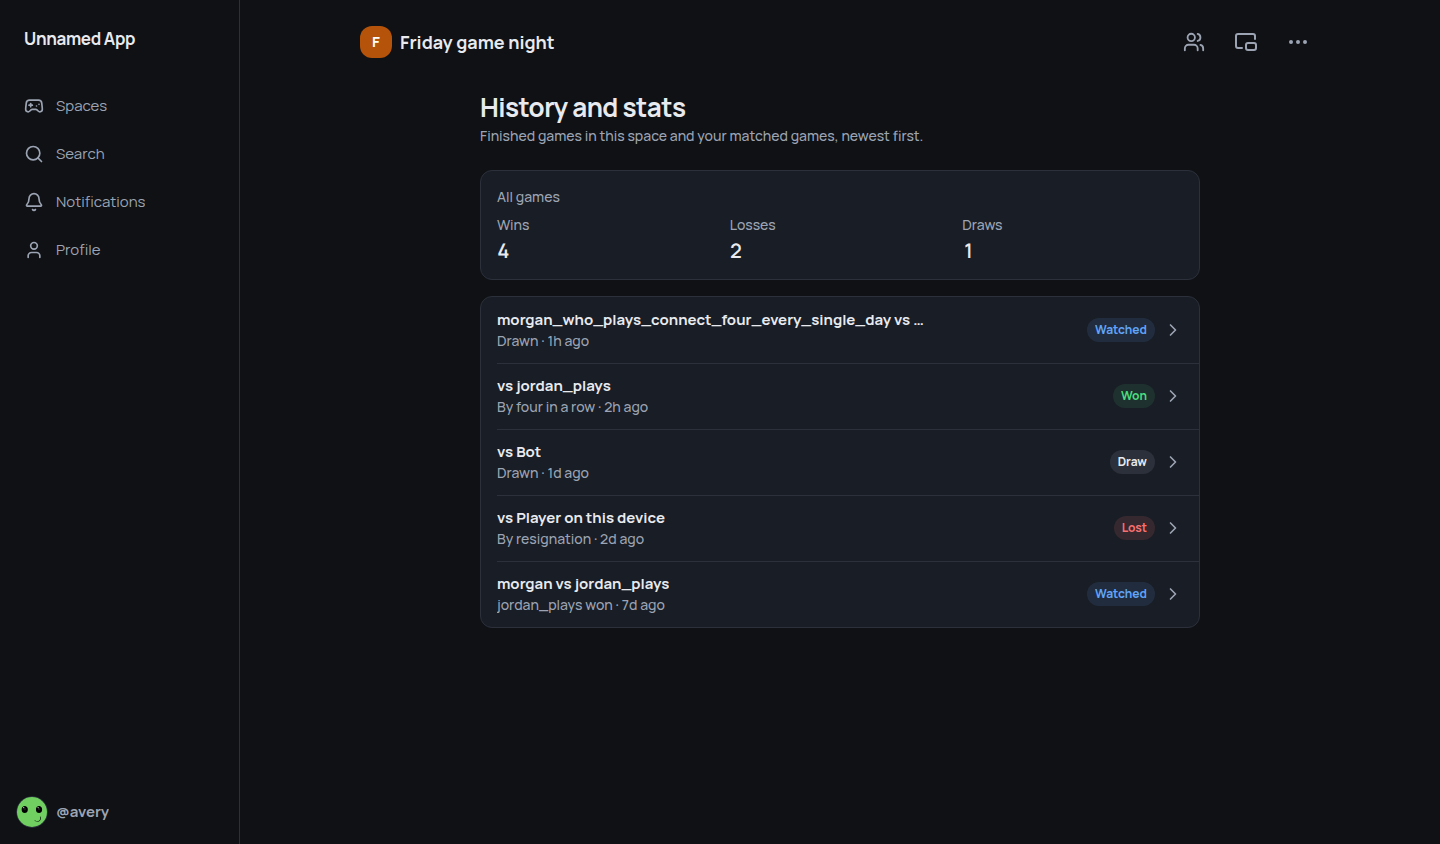 Unnamed App
Spaces
Search
Notifications
Profile
@avery
F Friday game night
History and stats
Finished games in this space and your matched games, newest first.
All games
Wins Losses Draws
4 2 1
morgan_who_plays_connect_four_every_single_day vs ...
Drawn · 1h ago
Watched
vs jordan_plays
By four in a row · 2h ago
Won
vs Bot
Drawn · 1d ago
Draw
vs Player on this device
By resignation · 2d ago
Lost
morgan vs jordan_plays
jordan_plays won · 7d ago
Watched